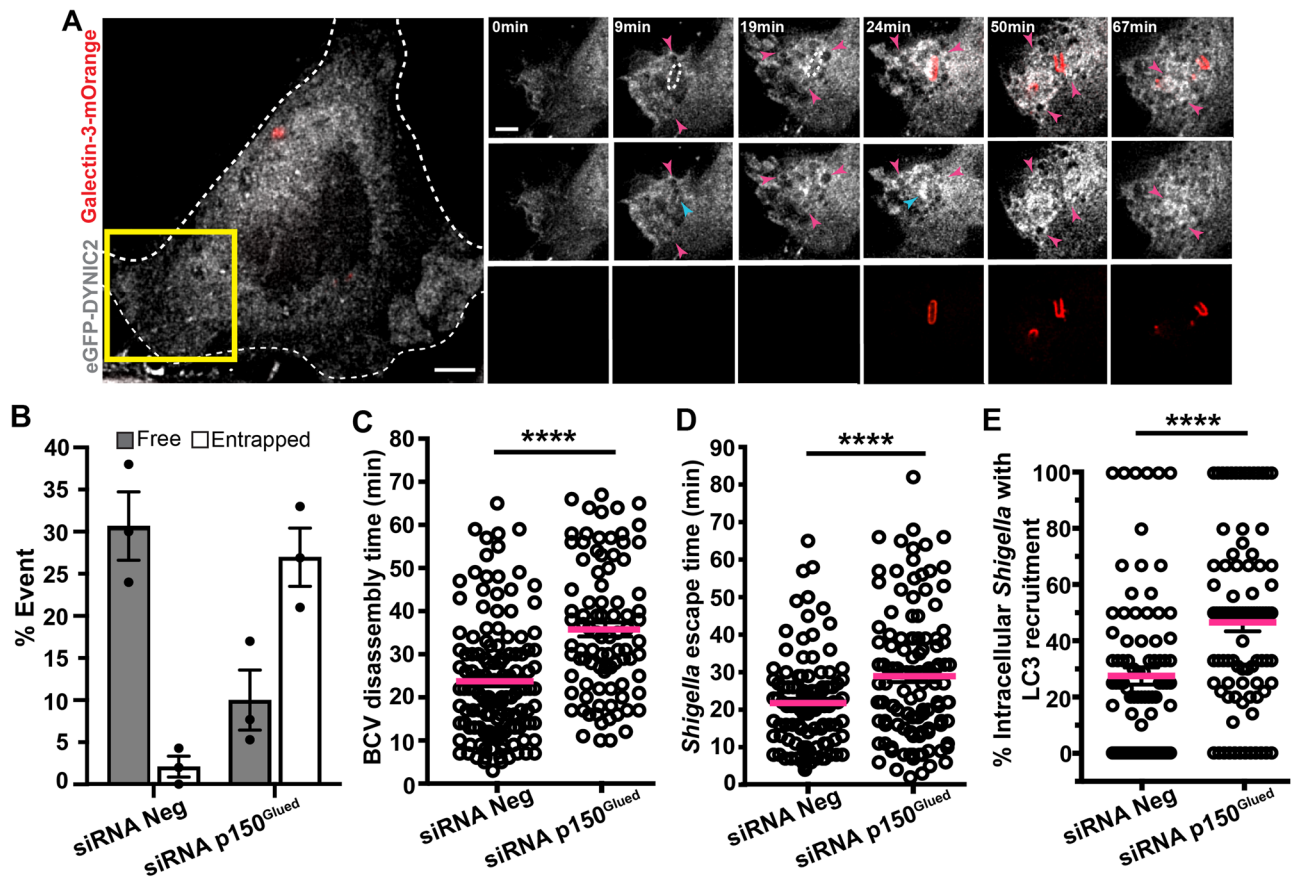 A
Galectin-3-mOrange
eGFP-DYNIC2
0min
9min
19min
24min
50min
67min
B
% Event
Free
Entrapped
40
35
30
25
20
15
10
5
0
siRNA Neg
siRNA p150Glued
C
BCV disassembly time (min)
****
80
70
60
50
40
30
20
10
0
siRNA Neg
siRNA p150Glued
D
Shigella escape time (min)
****
90
80
70
60
50
40
30
20
10
0
siRNA Neg
siRNA p150Glued
E
% Intracellular Shigella with
LC3 recruitment
****
100
80
60
40
20
0
siRNA Neg
siRNA p150Glued